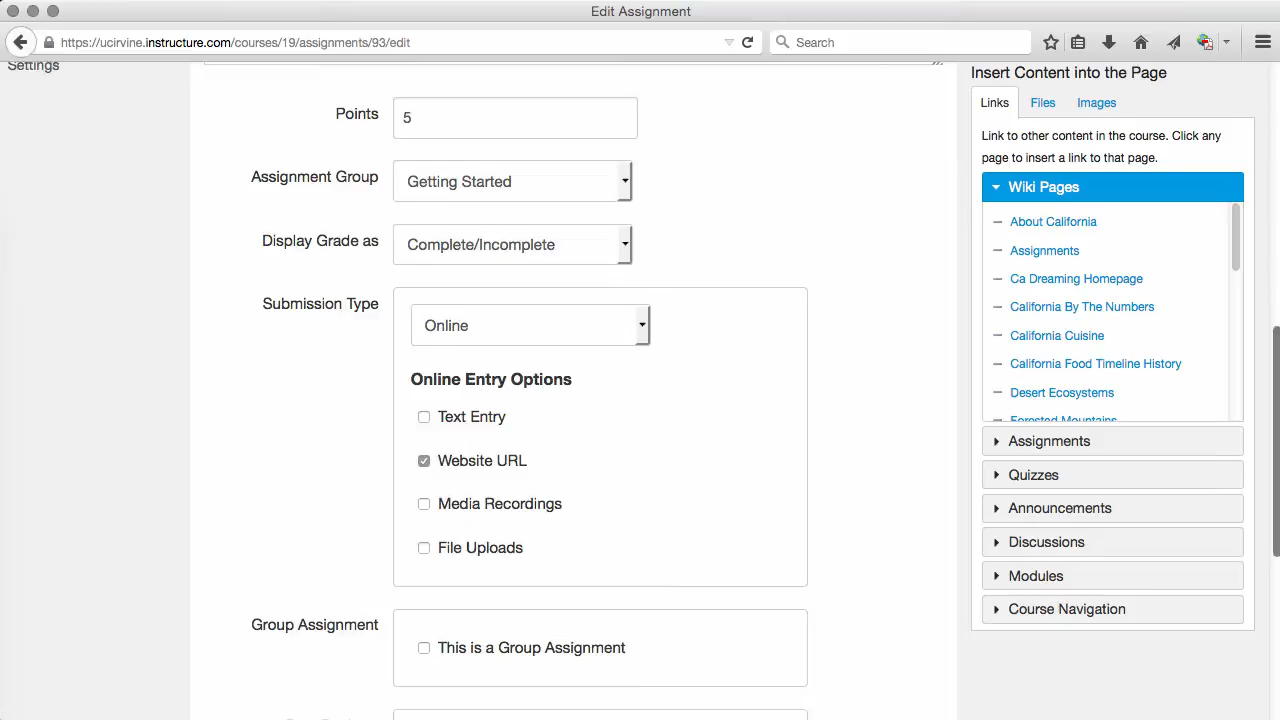 Edit Assignment
https://ucirvine.instructure.com/courses/19/assignments/93/edit
Search
Settings
Points
5
Assignment Group
Getting Started
Display Grade as
Complete/Incomplete
Submission Type
Online
Online Entry Options
Text Entry
Website URL
Media Recordings
File Uploads
Group Assignment
This is a Group Assignment
Insert Content into the Page
Links
Files
Images
Link to other content in the course. Click any
page to insert a link to that page.
Wiki Pages
About California
Assignments
Ca Dreaming Homepage
California By The Numbers
California Cuisine
California Food Timeline History
Desert Ecosystems
Forested Mountains
Assignments
Quizzes
Announcements
Discussions
Modules
Course Navigation